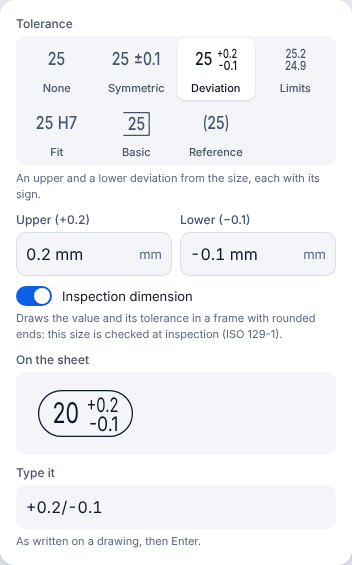 Tolerance
25 25 ±0.1 25 +0.2 -0.1 25.2 24.9
None Symmetric Deviation Limits
25 H7 25 (25)
Fit Basic Reference
An upper and a lower deviation from the size, each with its
sign.
Upper (+0.2) Lower (−0.1)
0.2 mm mm -0.1 mm mm
Inspection dimension
Draws the value and its tolerance in a frame with rounded
ends: this size is checked at inspection (ISO 129-1).
On the sheet
20 +0.2 -0.1
Type it
+0.2/-0.1
As written on a drawing, then Enter.